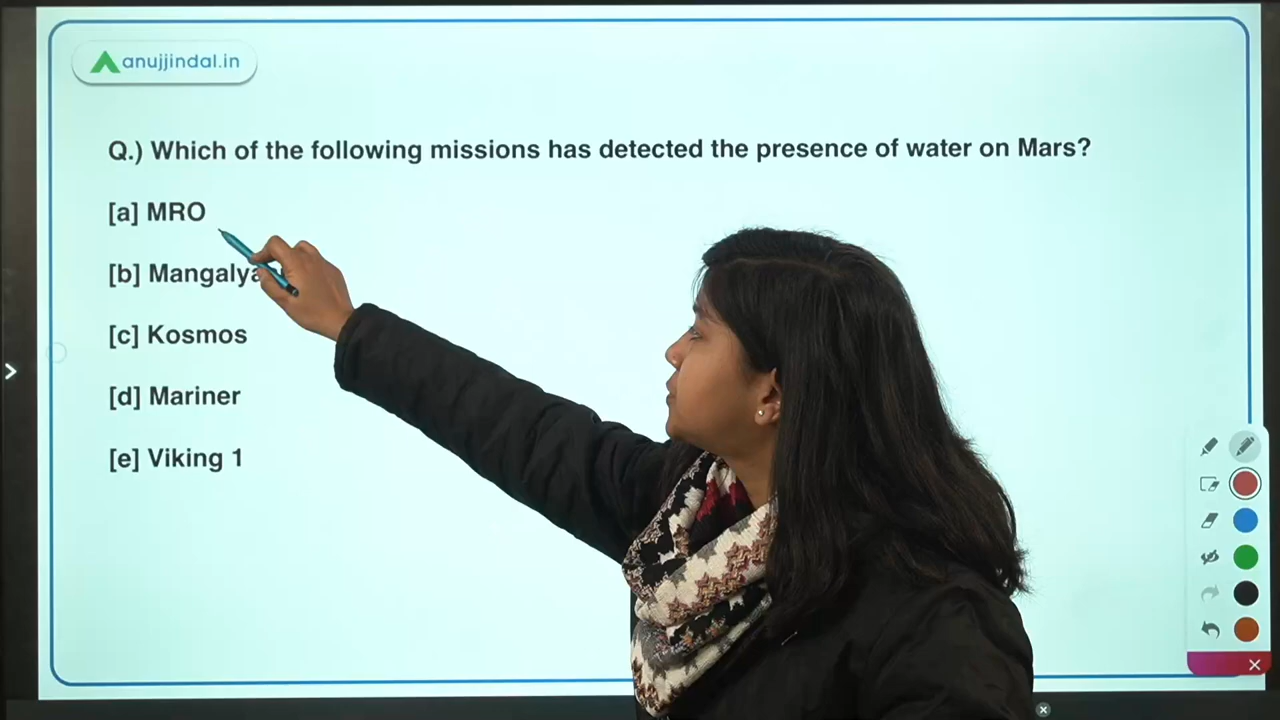 anujjindal.in
Q.) Which of the following missions has detected the presence of water on Mars?
[a] MRO
[b] Mangalya
[c] Kosmos
[d] Mariner
[e] Viking 1